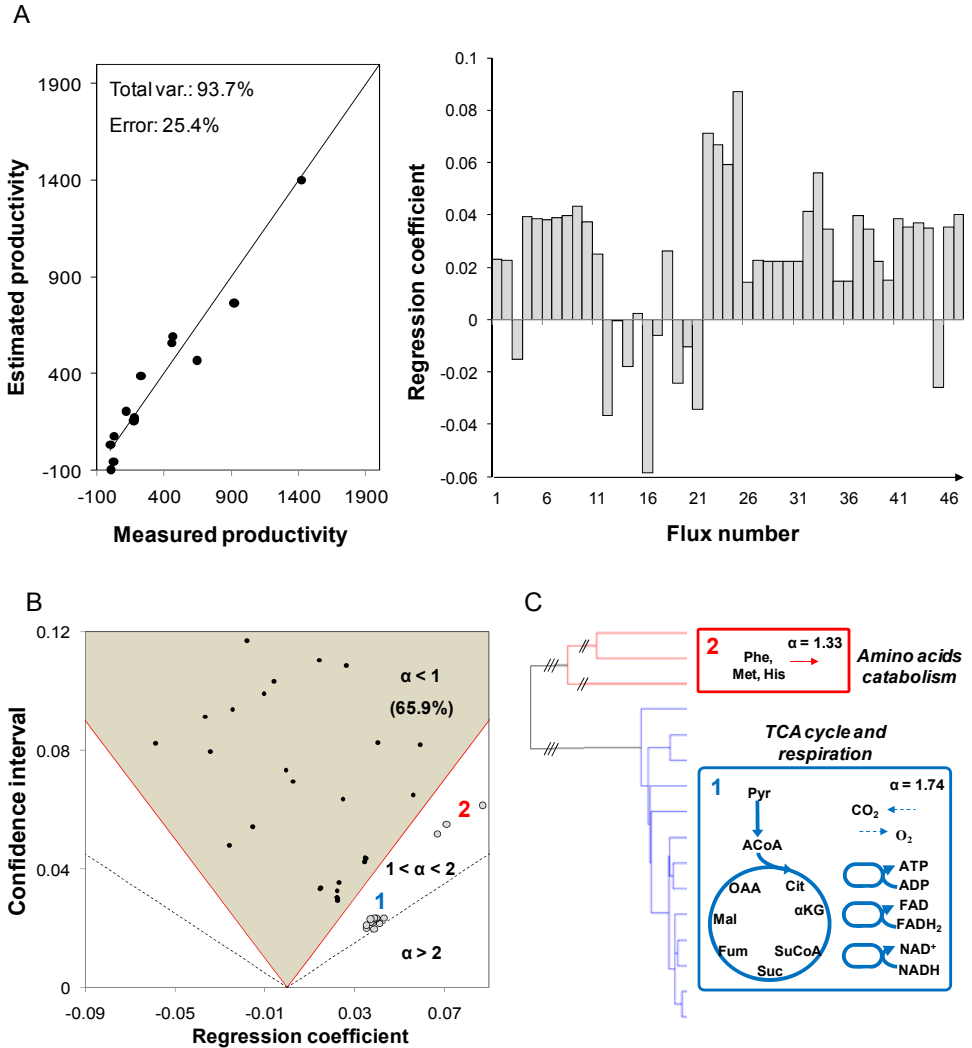 A
Total var.: 93.7%
Error: 25.4%
Estimated productivity
1900
1400
900
400
-100
-100 400 900 1400 1900
Measured productivity
Regression coefficient
0.1
0.08
0.06
0.04
0.02
0
-0.02
-0.04
-0.06
1 6 11 16 21 26 31 36 41 46
Flux number
B
Confidence interval
0.12
0.08
0.04
0
α < 1
(65.9%)
2
1 < α < 2
1
α > 2
-0.09 -0.05 -0.01 0.03 0.07
Regression coefficient
C
2
α = 1.33
Phe,
Met, His
Amino acids
catabolism
TCA cycle and
respiration
1
α = 1.74
Pyr
CO2
O2
ACoA
ATP
ADP
OAA
Cit
αKG
Mal
FAD
FADH2
Fum
SuCoA
Suc
NAD+
NADH